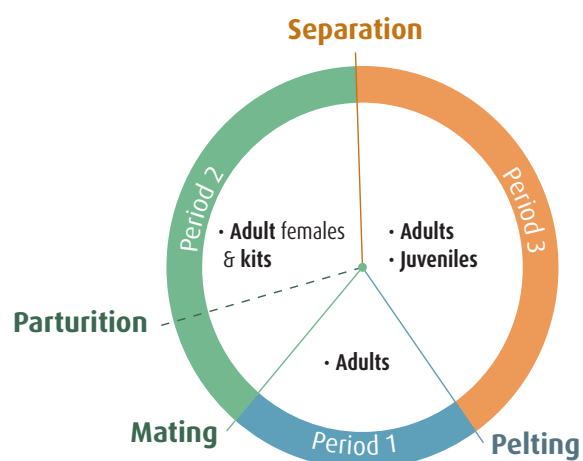 Separation
Period 2
Period 3
· Adult females
& kits
· Adults
· Juveniles
Parturition
· Adults
Mating
Period 1
Pelting